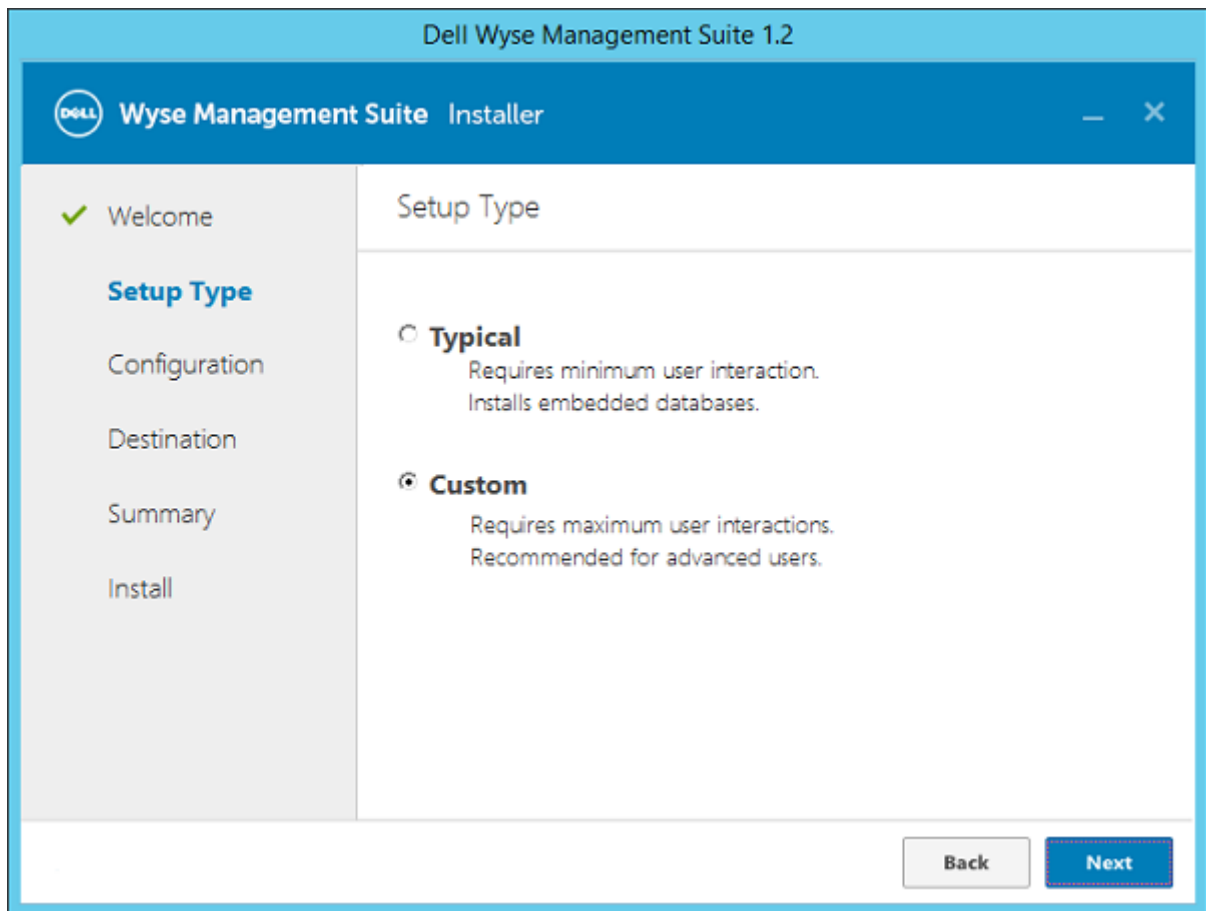 Dell Wyse Management Suite 1.2
DELL Wyse Management Suite Installer
Welcome
Setup Type
Configuration
Destination
Summary
Install
Setup Type
Typical
Requires minimum user interaction.
Installs embedded databases.
Custom
Requires maximum user interactions.
Recommended for advanced users.
Back
Next